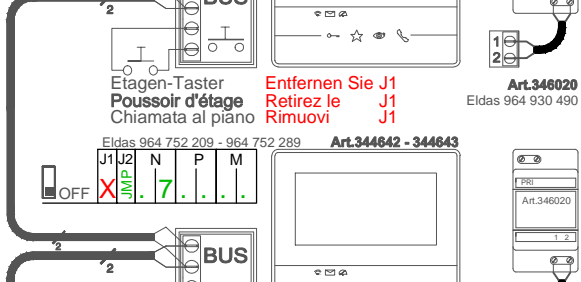 2
BUS
1
2
Art.346020
Eldas 964 930 490
Etagen-Taster Entfernen Sie J1
Poussoir d'étage Retirez le J1
Chiamata al piano Rimuovi J1
Eldas 964 752 209 - 964 752 289 Art.344642 - 344643
J1 J2 N P M
OFF X JMP . 7 . . . .
PRI
Art.346020
1 2
2
2
BUS